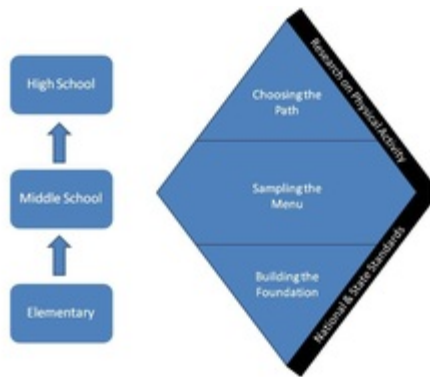 High School
Middle School
Elementary
Choosing the
Path
Sampling the
Menu
Building the
Foundation
Research on Physical Activity
National & State Standards